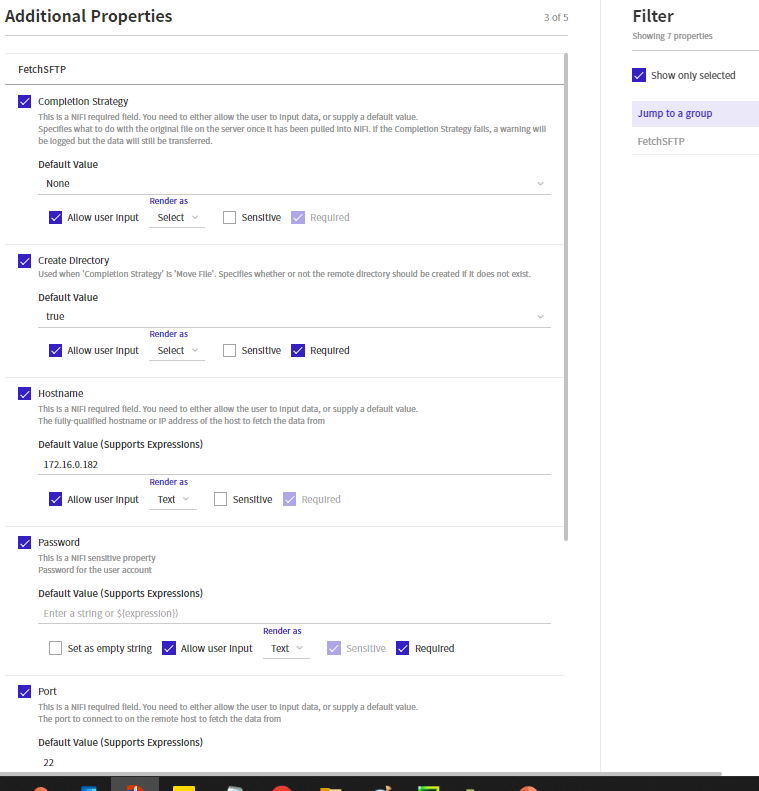 Additional Properties
3 of 5
FetchSFTP
Completion Strategy
This is a NIFI required field. You need to either allow the user to input data, or supply a default value.
Specifies what to do with the original file on the server once it has been pulled into NIFI. If the Completion Strategy fails, a warning will
be logged but the data will still be transferred.
Default Value
None
Render as
Allow user input
Select
Sensitive
Required
Create Directory
Used when 'Completion Strategy' is 'Move File'. Specifies whether or not the remote directory should be created if it does not exist.
Default Value
true
Render as
Allow user input
Select
Sensitive
Required
Hostname
This is a NIFI required field. You need to either allow the user to input data, or supply a default value.
The fully-qualified hostname or IP address of the host to fetch the data from
Default Value (Supports Expressions)
172.16.0.182
Render as
Allow user input
Text
Sensitive
Required
Password
This is a NIFI sensitive property
Password for the user account
Default Value (Supports Expressions)
Enter a string or ${expression})
Render as
Set as empty string
Allow user input
Text
Sensitive
Required
Port
This is a NIFI required field. You need to either allow the user to input data, or supply a default value.
The port to connect to on the remote host to fetch the data from
Default Value (Supports Expressions)
22
Filter
Showing 7 properties
Show only selected
Jump to a group
FetchSFTP